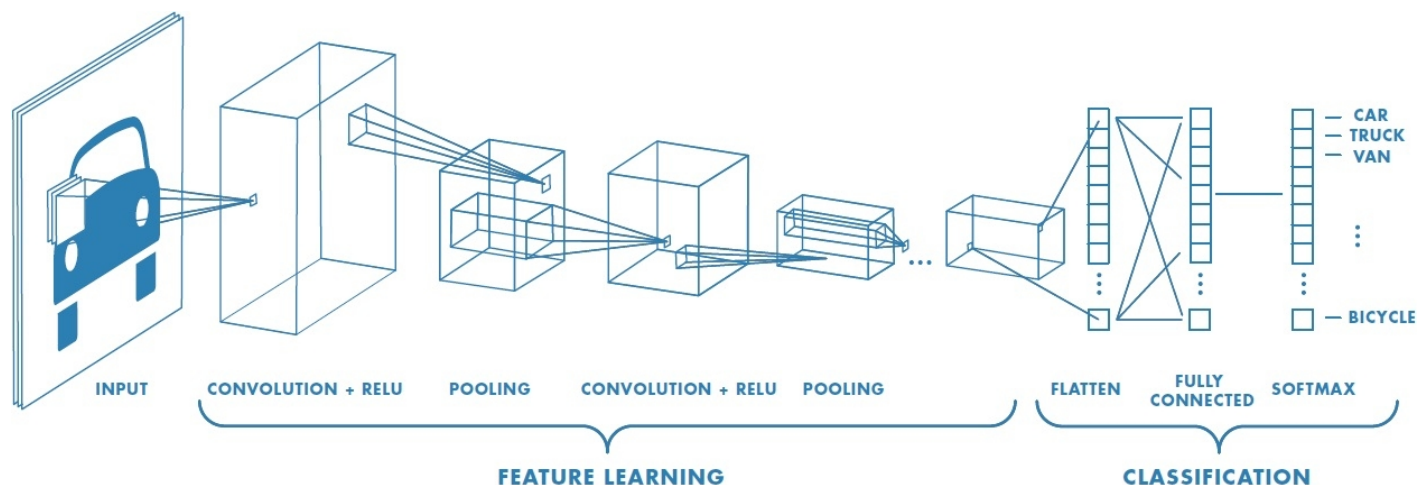 CAR
TRUCK
VAN
BICYCLE
INPUT
CONVOLUTION + RELU
POOLING
CONVOLUTION + RELU
POOLING
FLATTEN
FULLY
CONNECTED
SOFTMAX
FEATURE LEARNING
CLASSIFICATION